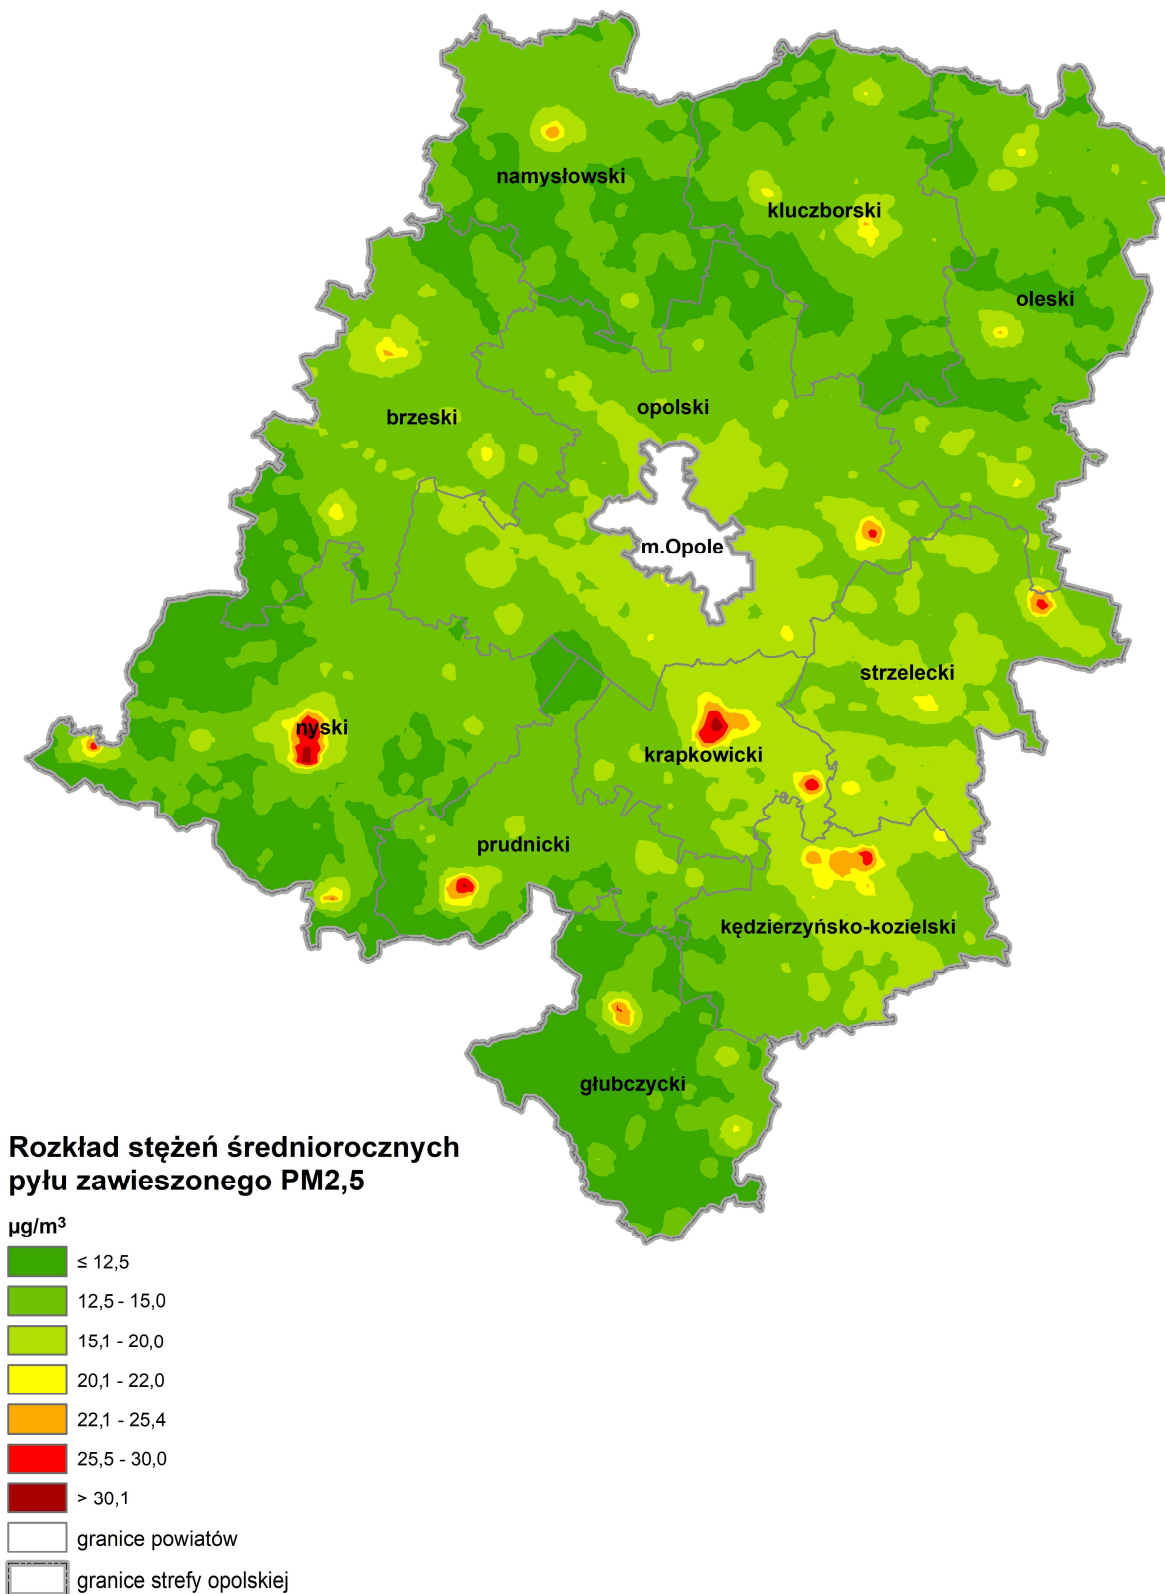 namysłowski
kluczborski
oleski
brzeski
opolski
m.Opole
strzelecki
nyski
krapkowicki
prudnicki
kędzierzyńsko-kozielski
głubczycki
Rozkład stężeń średniorocznych
pyłu zawieszonego PM2,5
µg/m³
≤ 12,5
12,5 - 15,0
15,1 - 20,0
20,1 - 22,0
22,1 - 25,4
25,5 - 30,0
> 30,1
granice powiatów
granice strefy opolskiej